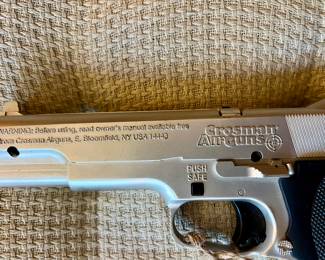 WARNING: Before using, read owner's manual available free
from Crosman Airguns, E. Bloomfield, NY USA 14443
Crosman
Airguns
PUSH
SAFE